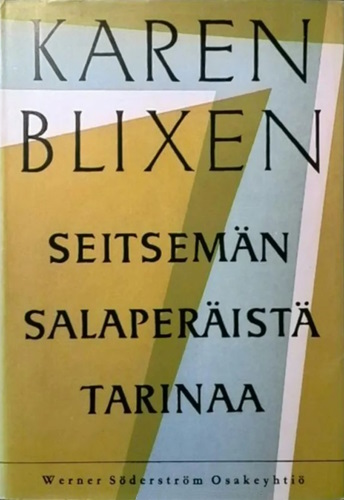 KAREN
BLIXEN
SEITSEMÄN
SALAPERÄISTÄ
TARINAA
Werner Söderström Osakeyhtiö